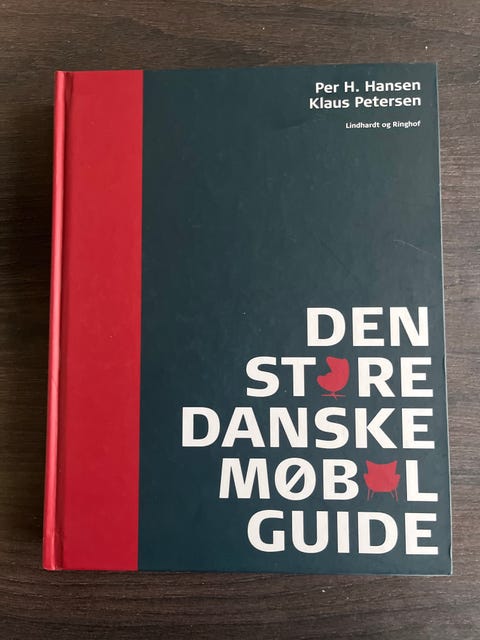 Per H. Hansen
Klaus Petersen
Lindhardt og Ringhof
DEN
STORE
DANSKE
MØBEL
GUIDE